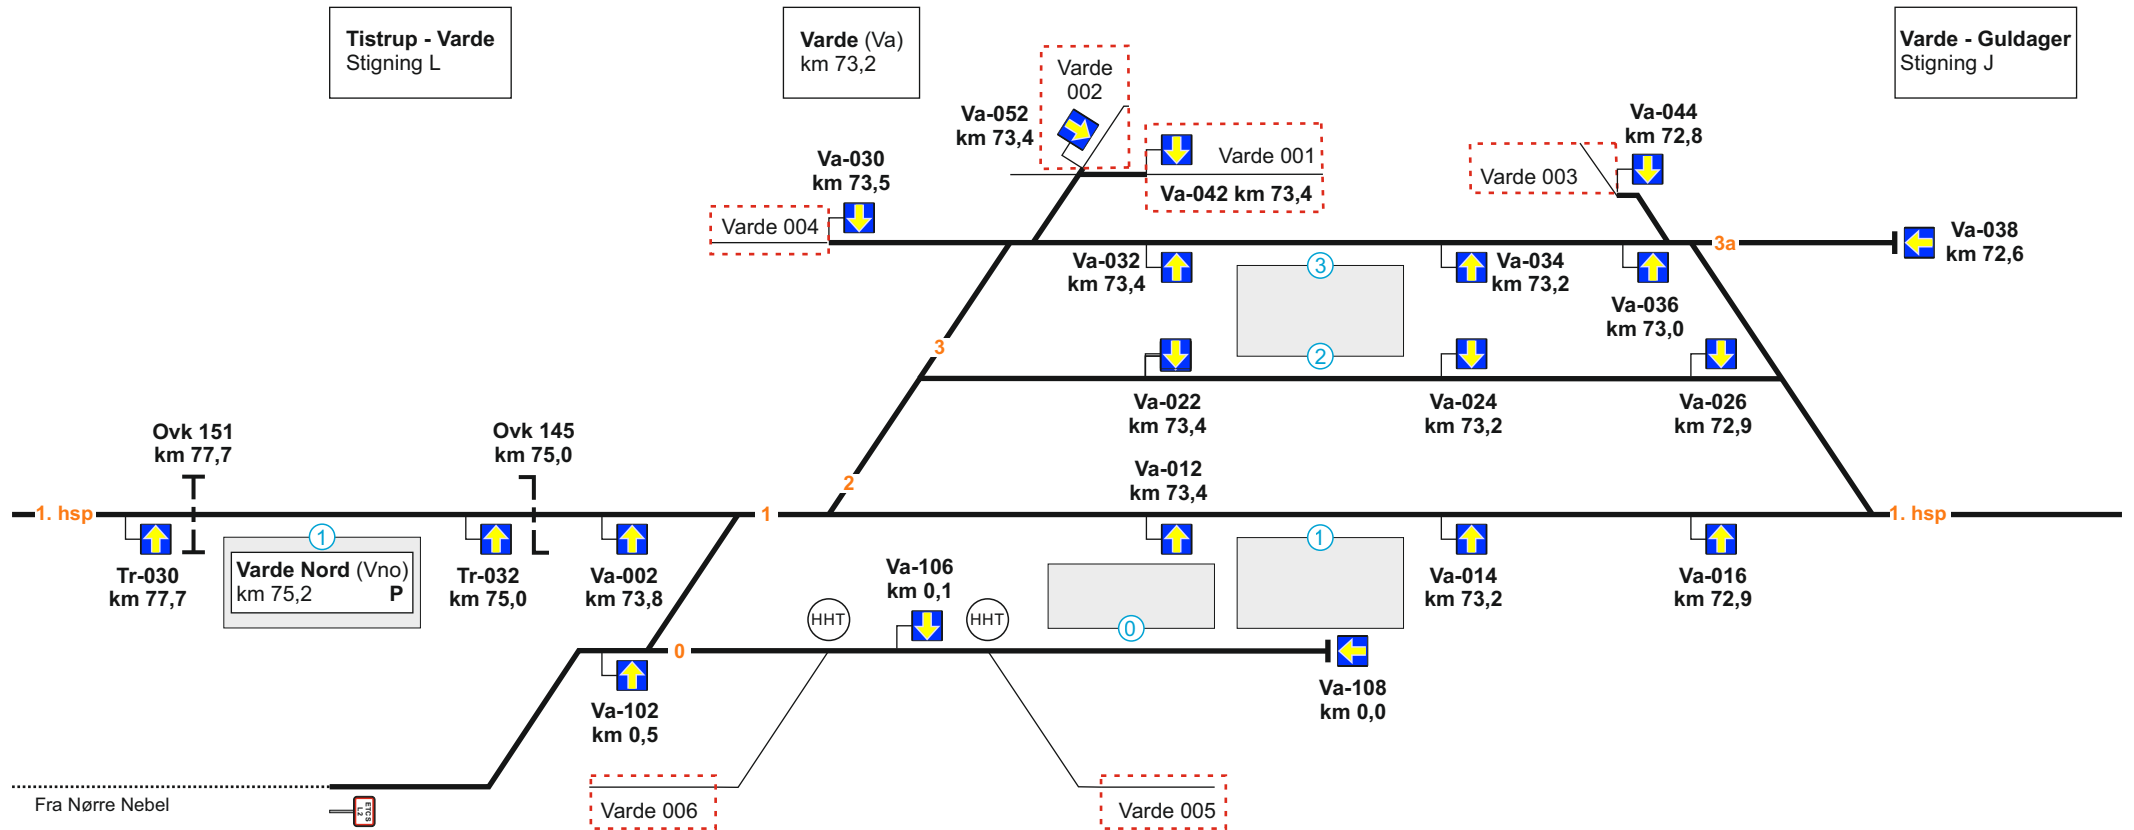 Tistrup - Varde
Stigning L
Varde (Va)
km 73,2
Varde - Guldager
Stigning J
Varde
002
Va-052
km 73,4
Va-044
km 72,8
Varde 001
Va-042 km 73,4
Va-030
km 73,5
Varde 003
Varde 004
Va-038
km 72,6
3a
Va-032
km 73,4
3
Va-034
km 73,2
Va-036
km 73,0
3
2
Va-022
km 73,4
Va-024
km 73,2
Va-026
km 72,9
Ovk 151
km 77,7
Ovk 145
km 75,0
Va-012
km 73,4
2
1. hsp
1
1. hsp
1
1
Varde Nord (Vno)
km 75,2 P
Tr-030
km 77,7
Tr-032
km 75,0
Va-002
km 73,8
Va-106
km 0,1
Va-014
km 73,2
Va-016
km 72,9
HHT
HHT
0
0
Va-102
km 0,5
Va-108
km 0,0
Fra Nørre Nebel
ETCS
L2
Varde 006
Varde 005